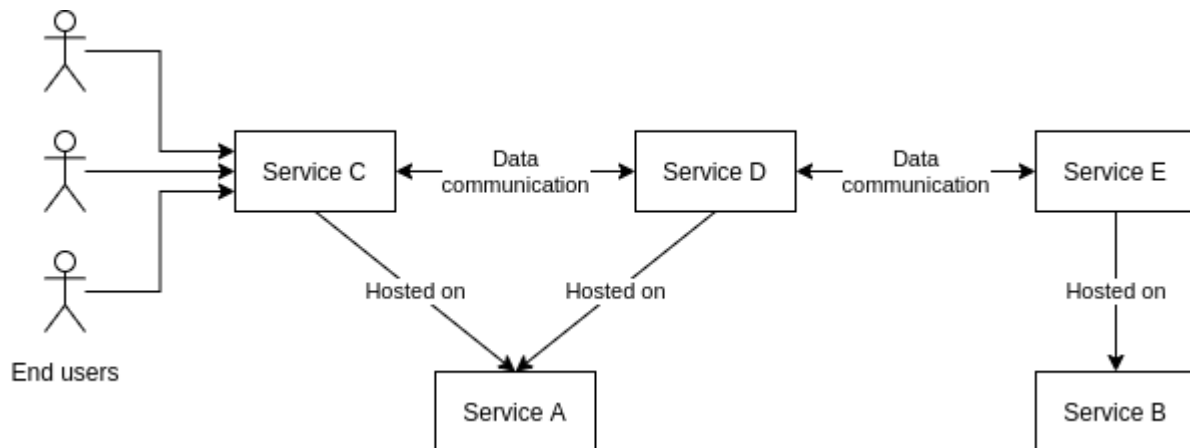 Service C
Data
communication
Service D
Data
communication
Service E
Hosted on
Hosted on
Hosted on
End users
Service A
Service B